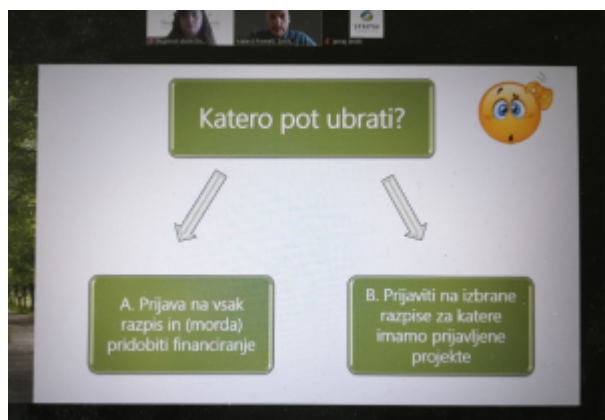 Katero pot ubrati?
A. Prijava na vsak
razpis in (morda)
pridobiti financiranje
B. Prijaviti na izbrane
razpise za katere
imamo prijavljene
projekte